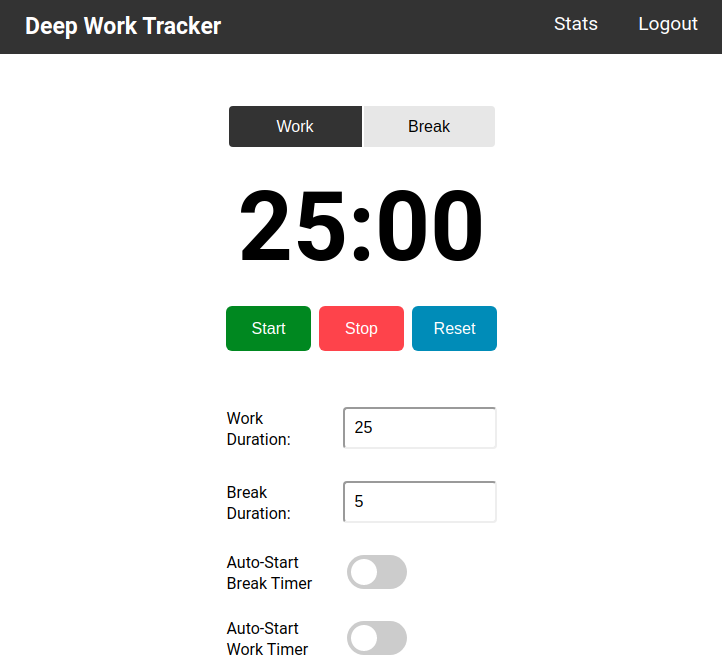 Deep Work Tracker Stats Logout
Work Break
25:00
Start Stop Reset
Work
Duration:
25
Break
Duration:
5
Auto-Start
Break Timer
Auto-Start
Work Timer